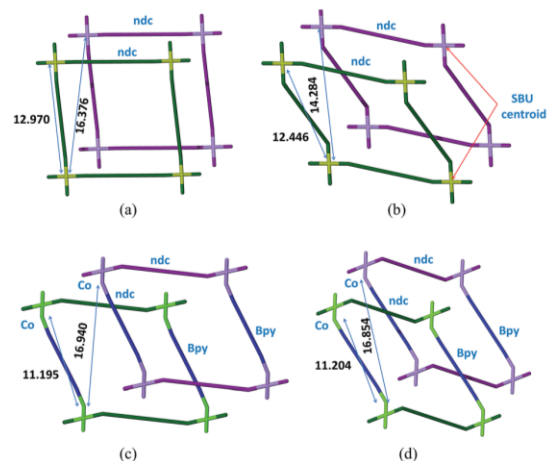 ndc
ndc
12.970
16.376
(a)
ndc
ndc
14.284
12.446
SBU
centroid
(b)
ndc
Co
ndc
Co
16.940
11.195
Bpy
Bpy
(c)
ndc
Co
ndc
Co
16.854
11.204
Bpy
Bpy
(d)